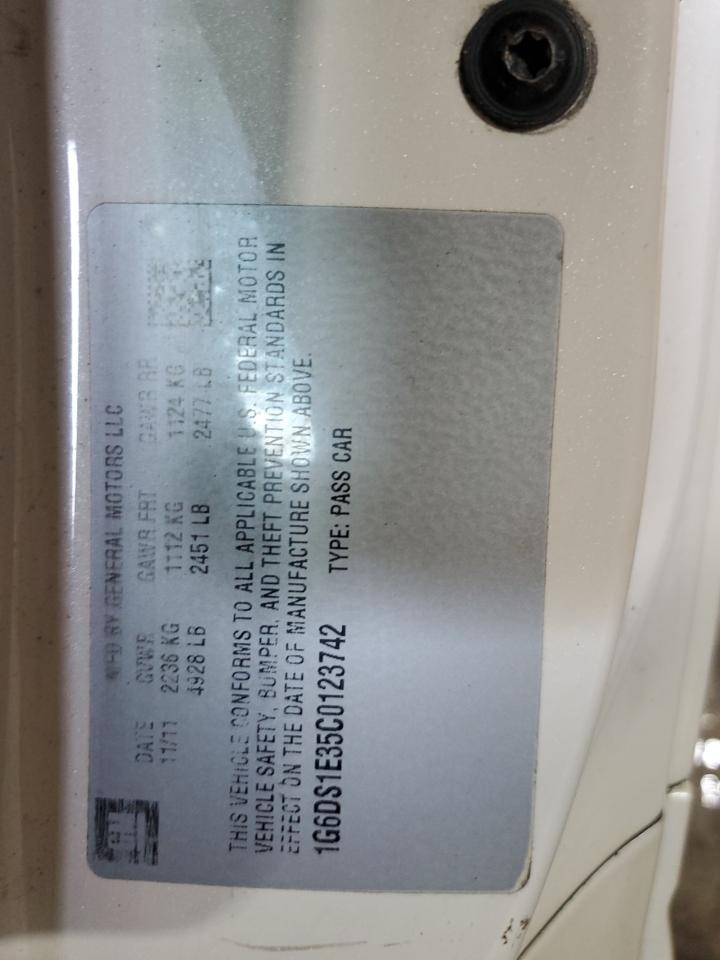 MFD BY GENERAL MOTORS LLC
DATE GVWR GAWR FRT GAWR RR
11/11 2236 KG 1112 KG 1124 KG
4928 LB 2451 LB 2477 LB
THIS VEHICLE CONFORMS TO ALL APPLICABLE U.S. FEDERAL MOTOR
VEHICLE SAFETY, BUMPER, AND THEFT PREVENTION STANDARDS IN
EFFECT ON THE DATE OF MANUFACTURE SHOWN ABOVE.
1G6DS1E35C0123742 TYPE: PASS CAR